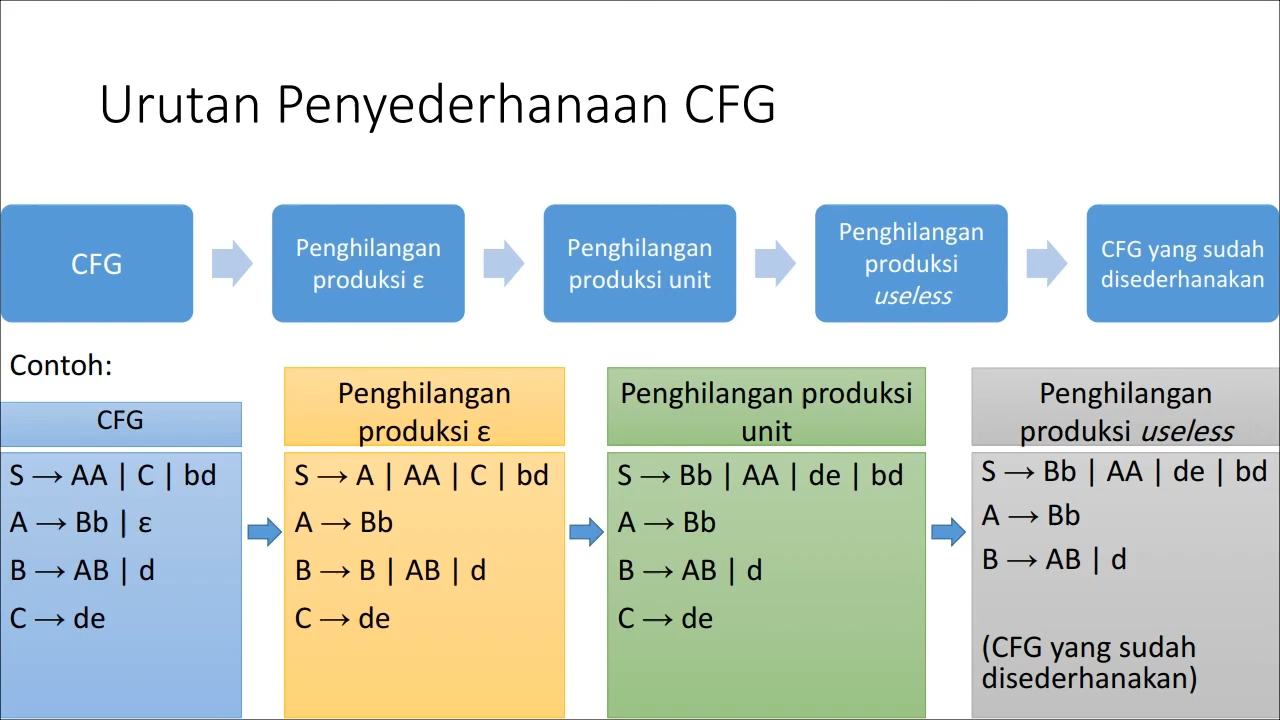 Urutan Penyederhanaan CFG
CFG
Penghilangan
produksi ε
Penghilangan
produksi unit
Penghilangan
produksi
useless
CFG yang sudah
disederhanakan
Contoh:
CFG
S → AA | C | bd
A → Bb | ε
B → AB | d
C → de
Penghilangan
produksi ε
S → A | AA | C | bd
A → Bb
B → B | AB | d
C → de
Penghilangan produksi
unit
S → Bb | AA | de | bd
A → Bb
B → AB | d
C → de
Penghilangan
produksi useless
S → Bb | AA | de | bd
A → Bb
B → AB | d
(CFG yang sudah
disederhanakan)